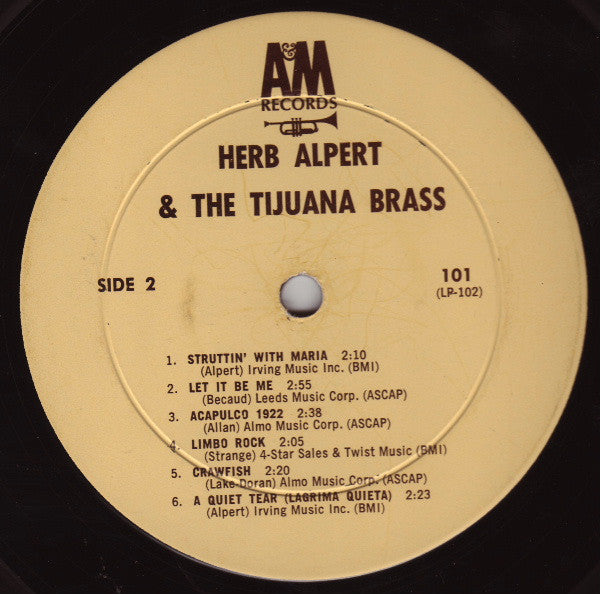 A&M
RECORDS
HERB ALPERT
& THE TIJUANA BRASS
SIDE 2
101
(LP-102)
1. STRUTTIN' WITH MARIA 2:10
(Alpert) Irving Music Inc. (BMI)
2. LET IT BE ME 2:55
(Becaud) Leeds Music Corp. (ASCAP)
3. ACAPULCO 1922 2:38
(Allan) Almo Music Corp. (ASCAP)
4. LIMBO ROCK 2:05
(Strange) 4-Star Sales & Twist Music (BMI)
5. CRAWFISH 2:20
(Lake-Doran) Almo Music Corp. (ASCAP)
6. A QUIET TEAR (LAGRIMA QUIETA) 2:23
(Alpert) Irving Music Inc. (BMI)